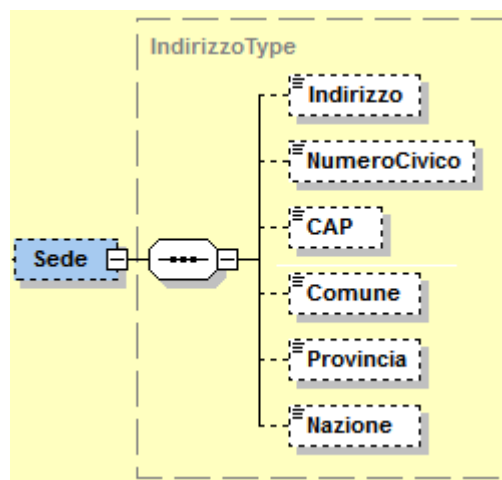 IndirizzoType
Indirizzo
NumeroCivico
CAP
Sede
Comune
Provincia
Nazione